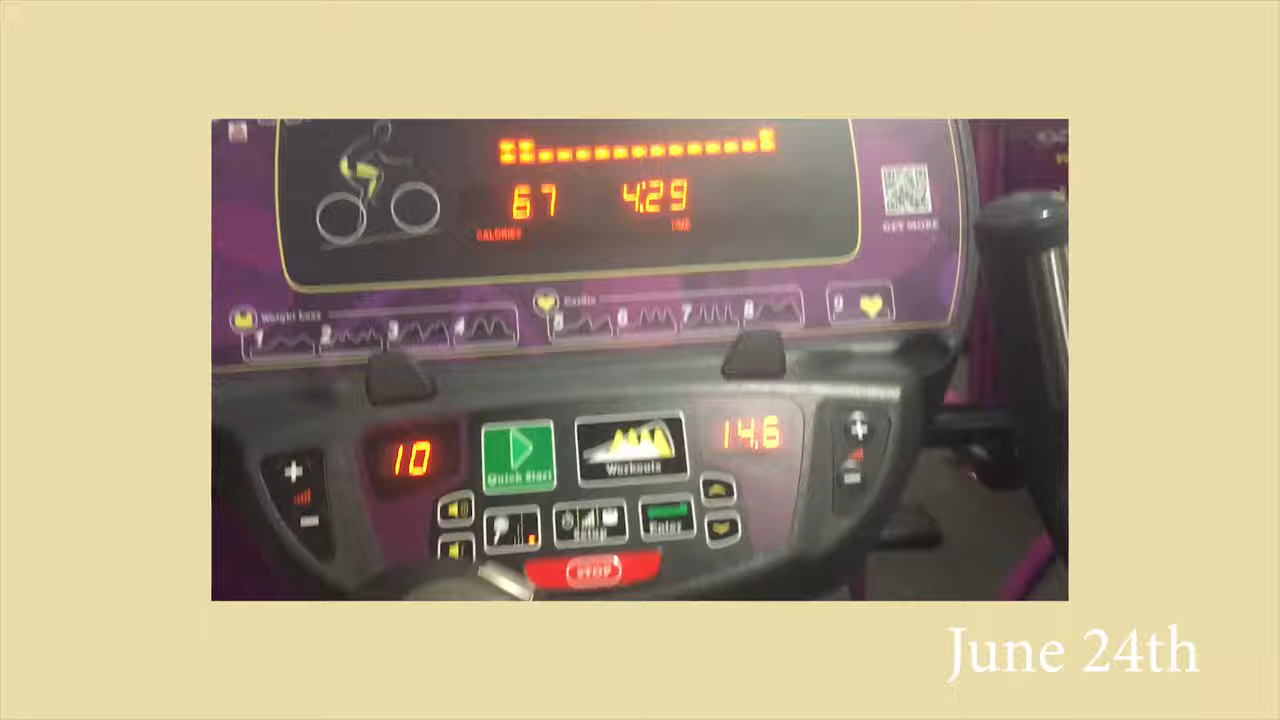 67 4:29
CALORIES TIME
GET MORE
Weight Loss Cardio
1 2 3 4 5 6 7 8 9
10 14.6
Quick Start Workouts
Setup Enter
STOP
June 24th